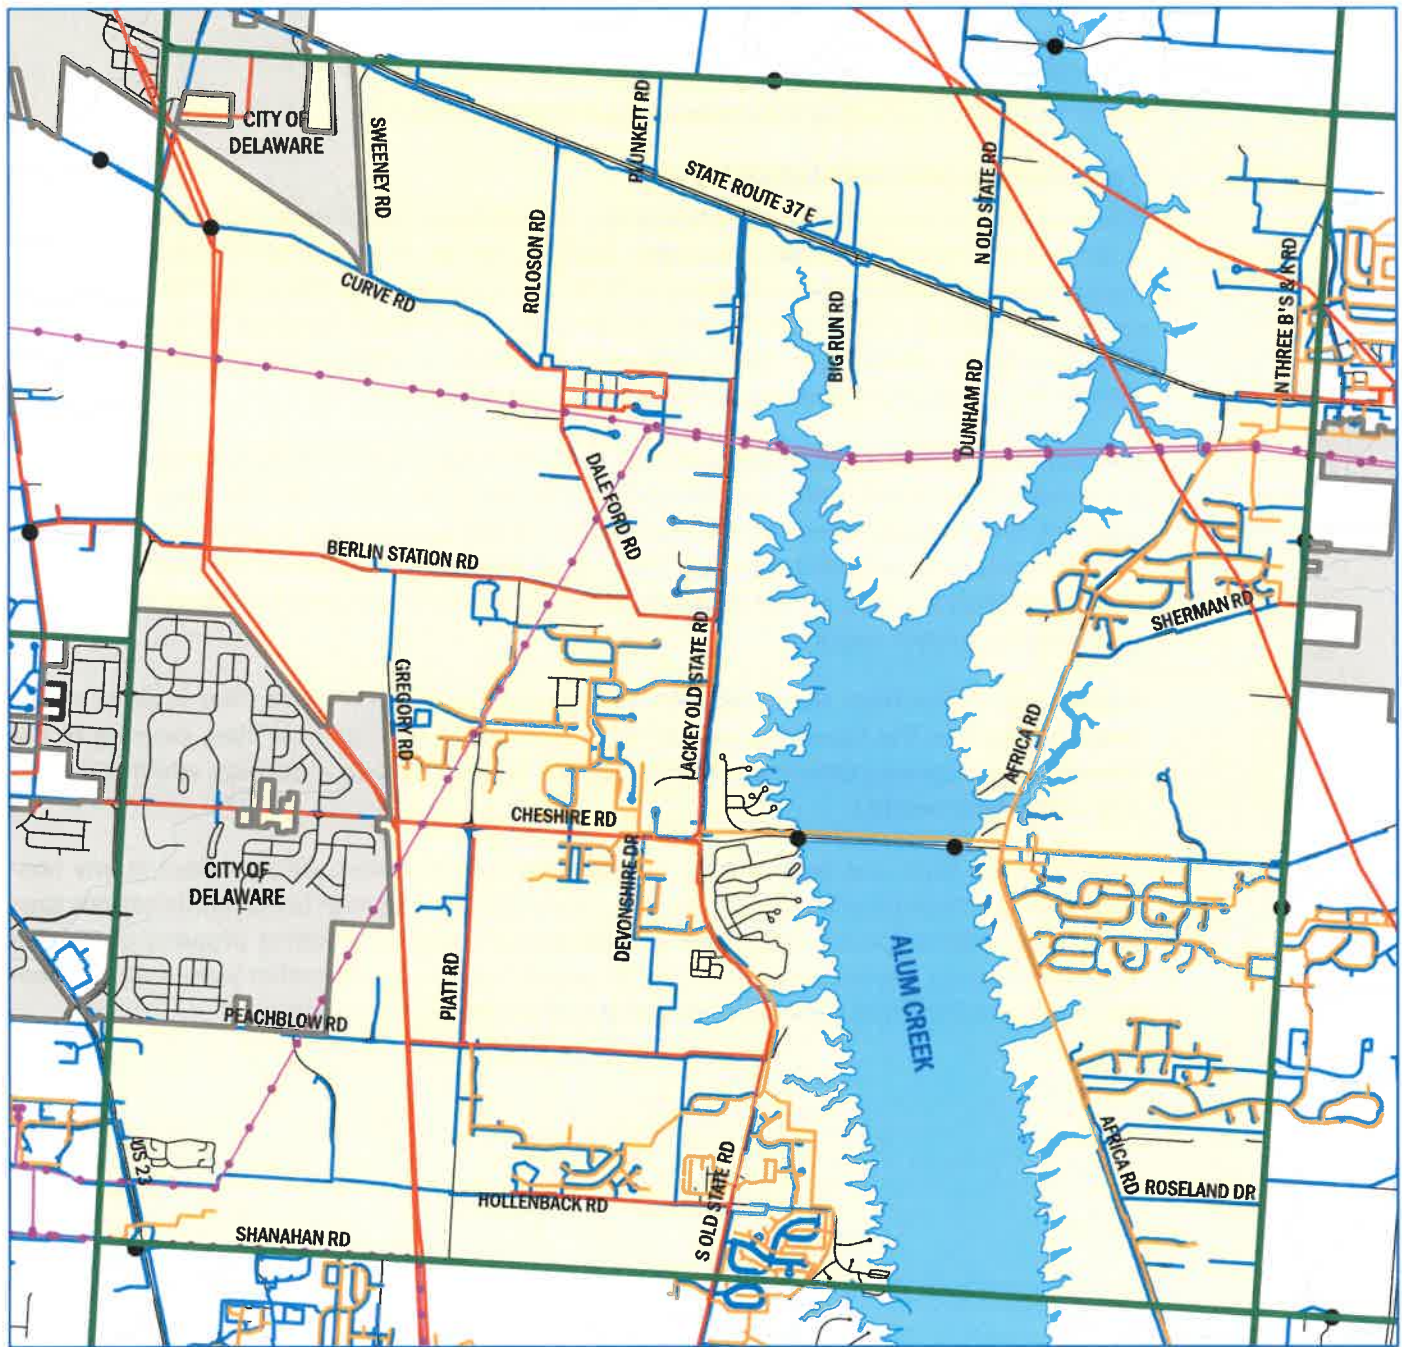 CITY OF
DELAWARE
SWEENEY RD
PLUNKETT RD
STATE ROUTE 37 E
N OLD STATE RD
ROLOSON RD
CURVE RD
BIG RUN RD
N THREE B'S & K RD
DUNHAM RD
DALE FORD RD
BERLIN STATION RD
SHERMAN RD
GREGORY RD
LACKEY OLD STATE RD
AFRICA RD
CHESHIRE RD
DEVONSHIRE DR
CITY OF
DELAWARE
ALUM CREEK
PIATT RD
PEACHBLOW RD
US 23
AFRICA RD
ROSELAND DR
HOLLENBACK RD
S OLD STATE RD
SHANAHAN RD